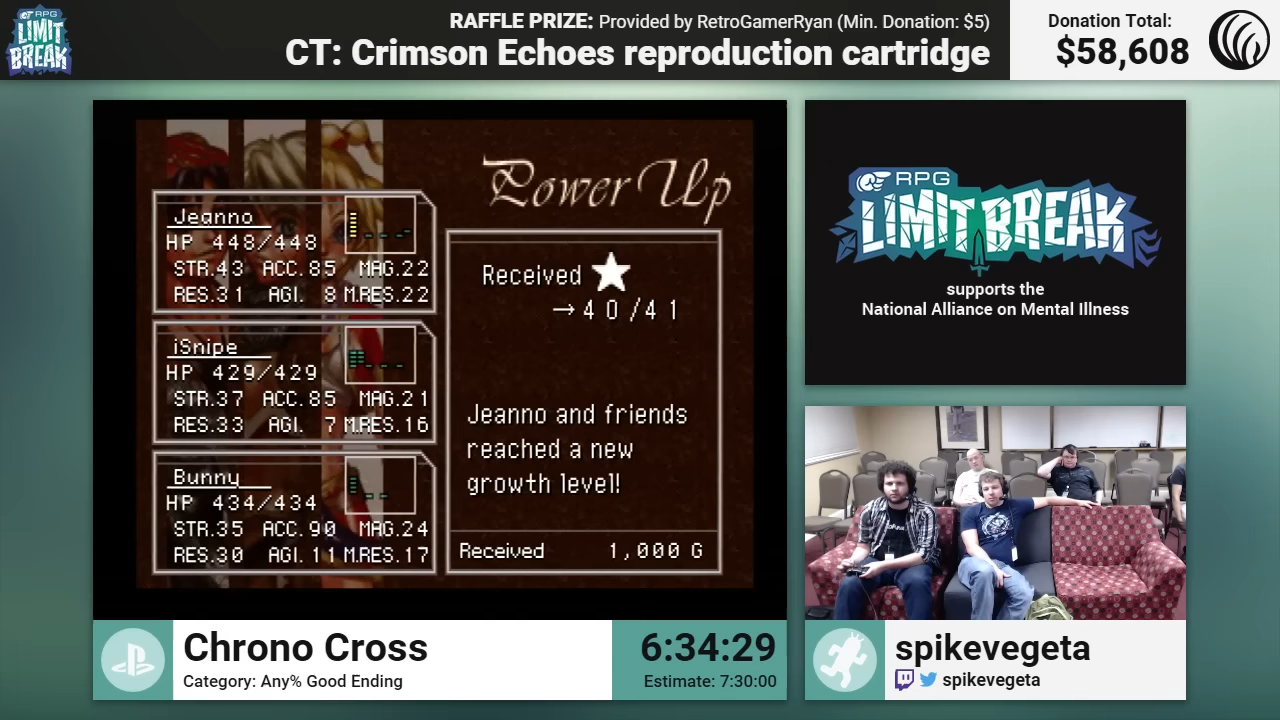 RPG
LIMIT
BREAK
RAFFLE PRIZE: Provided by RetroGamerRyan (Min. Donation: $5)
CT: Crimson Echoes reproduction cartridge
Donation Total:
$58,608
Power Up
Jeanno
HP 448/448
STR.43 ACC.85 MAG.22
RES.31 AGI. 8 M.RES.22
iSnipe
HP 429/429
STR.37 ACC.85 MAG.21
RES.33 AGI. 7 M.RES.16
Bunny
HP 434/434
STR.35 ACC.90 MAG.24
RES.30 AGI.11 M.RES.17
Received ★
→40/41
Jeanno and friends
reached a new
growth level!
Received 1,000 G
RPG
LIMIT BREAK
supports the
National Alliance on Mental Illness
Chrono Cross
Category: Any% Good Ending
6:34:29
Estimate: 7:30:00
spikevegeta
spikevegeta